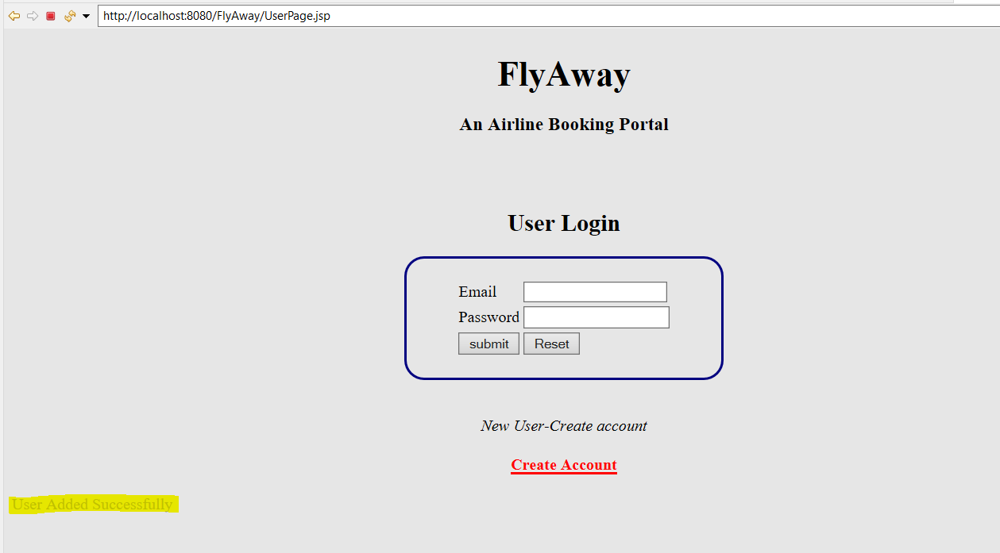 http://localhost:8080/FlyAway/UserPage.jsp
FlyAway
An Airline Booking Portal
User Login
Email
Password
submit Reset
New User-Create account
Create Account
User Added Successfully